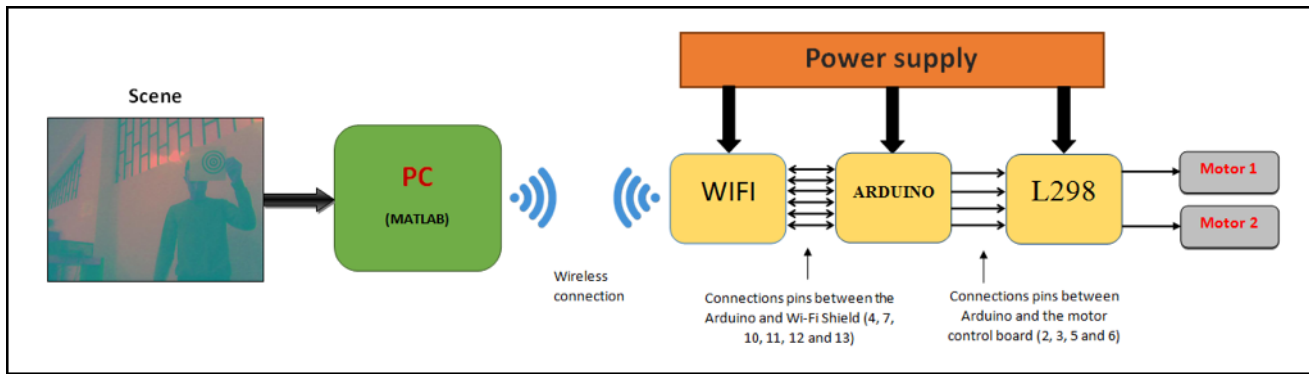 Power supply
Scene
PC
(MATLAB)
WIFI
ARDUINO
L298
Motor 1
Motor 2
Wireless
connection
Connections pins between the
Arduino and Wi-Fi Shield (4, 7,
10, 11, 12 and 13)
Connections pins between
Arduino and the motor
control board (2, 3, 5 and 6)